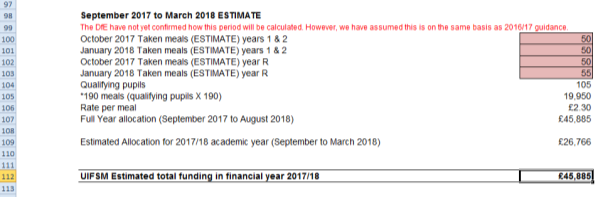 97
98 September 2017 to March 2018 ESTIMATE
99 The DfE have not yet confirmed how this period will be calculated. However, we have assumed this is on the same basis as 2016/17 guidance.
100 October 2017 Taken meals (ESTIMATE) years 1 & 2 50
101 January 2018 Taken meals (ESTIMATE) years 1 & 2 50
102 October 2017 Taken meals (ESTIMATE) year R 50
103 January 2018 Taken meals (ESTIMATE) year R 55
104 Qualifying pupils 105
105 *190 meals (qualifying pupils X 190) 19,950
106 Rate per meal £2.30
107 Full Year allocation (September 2017 to August 2018) £45,885
108
109 Estimated Allocation for 2017/18 academic year (September to March 2018) £26,766
110
111
112 UIFSM Estimated total funding in financial year 2017/18 £45,885
113